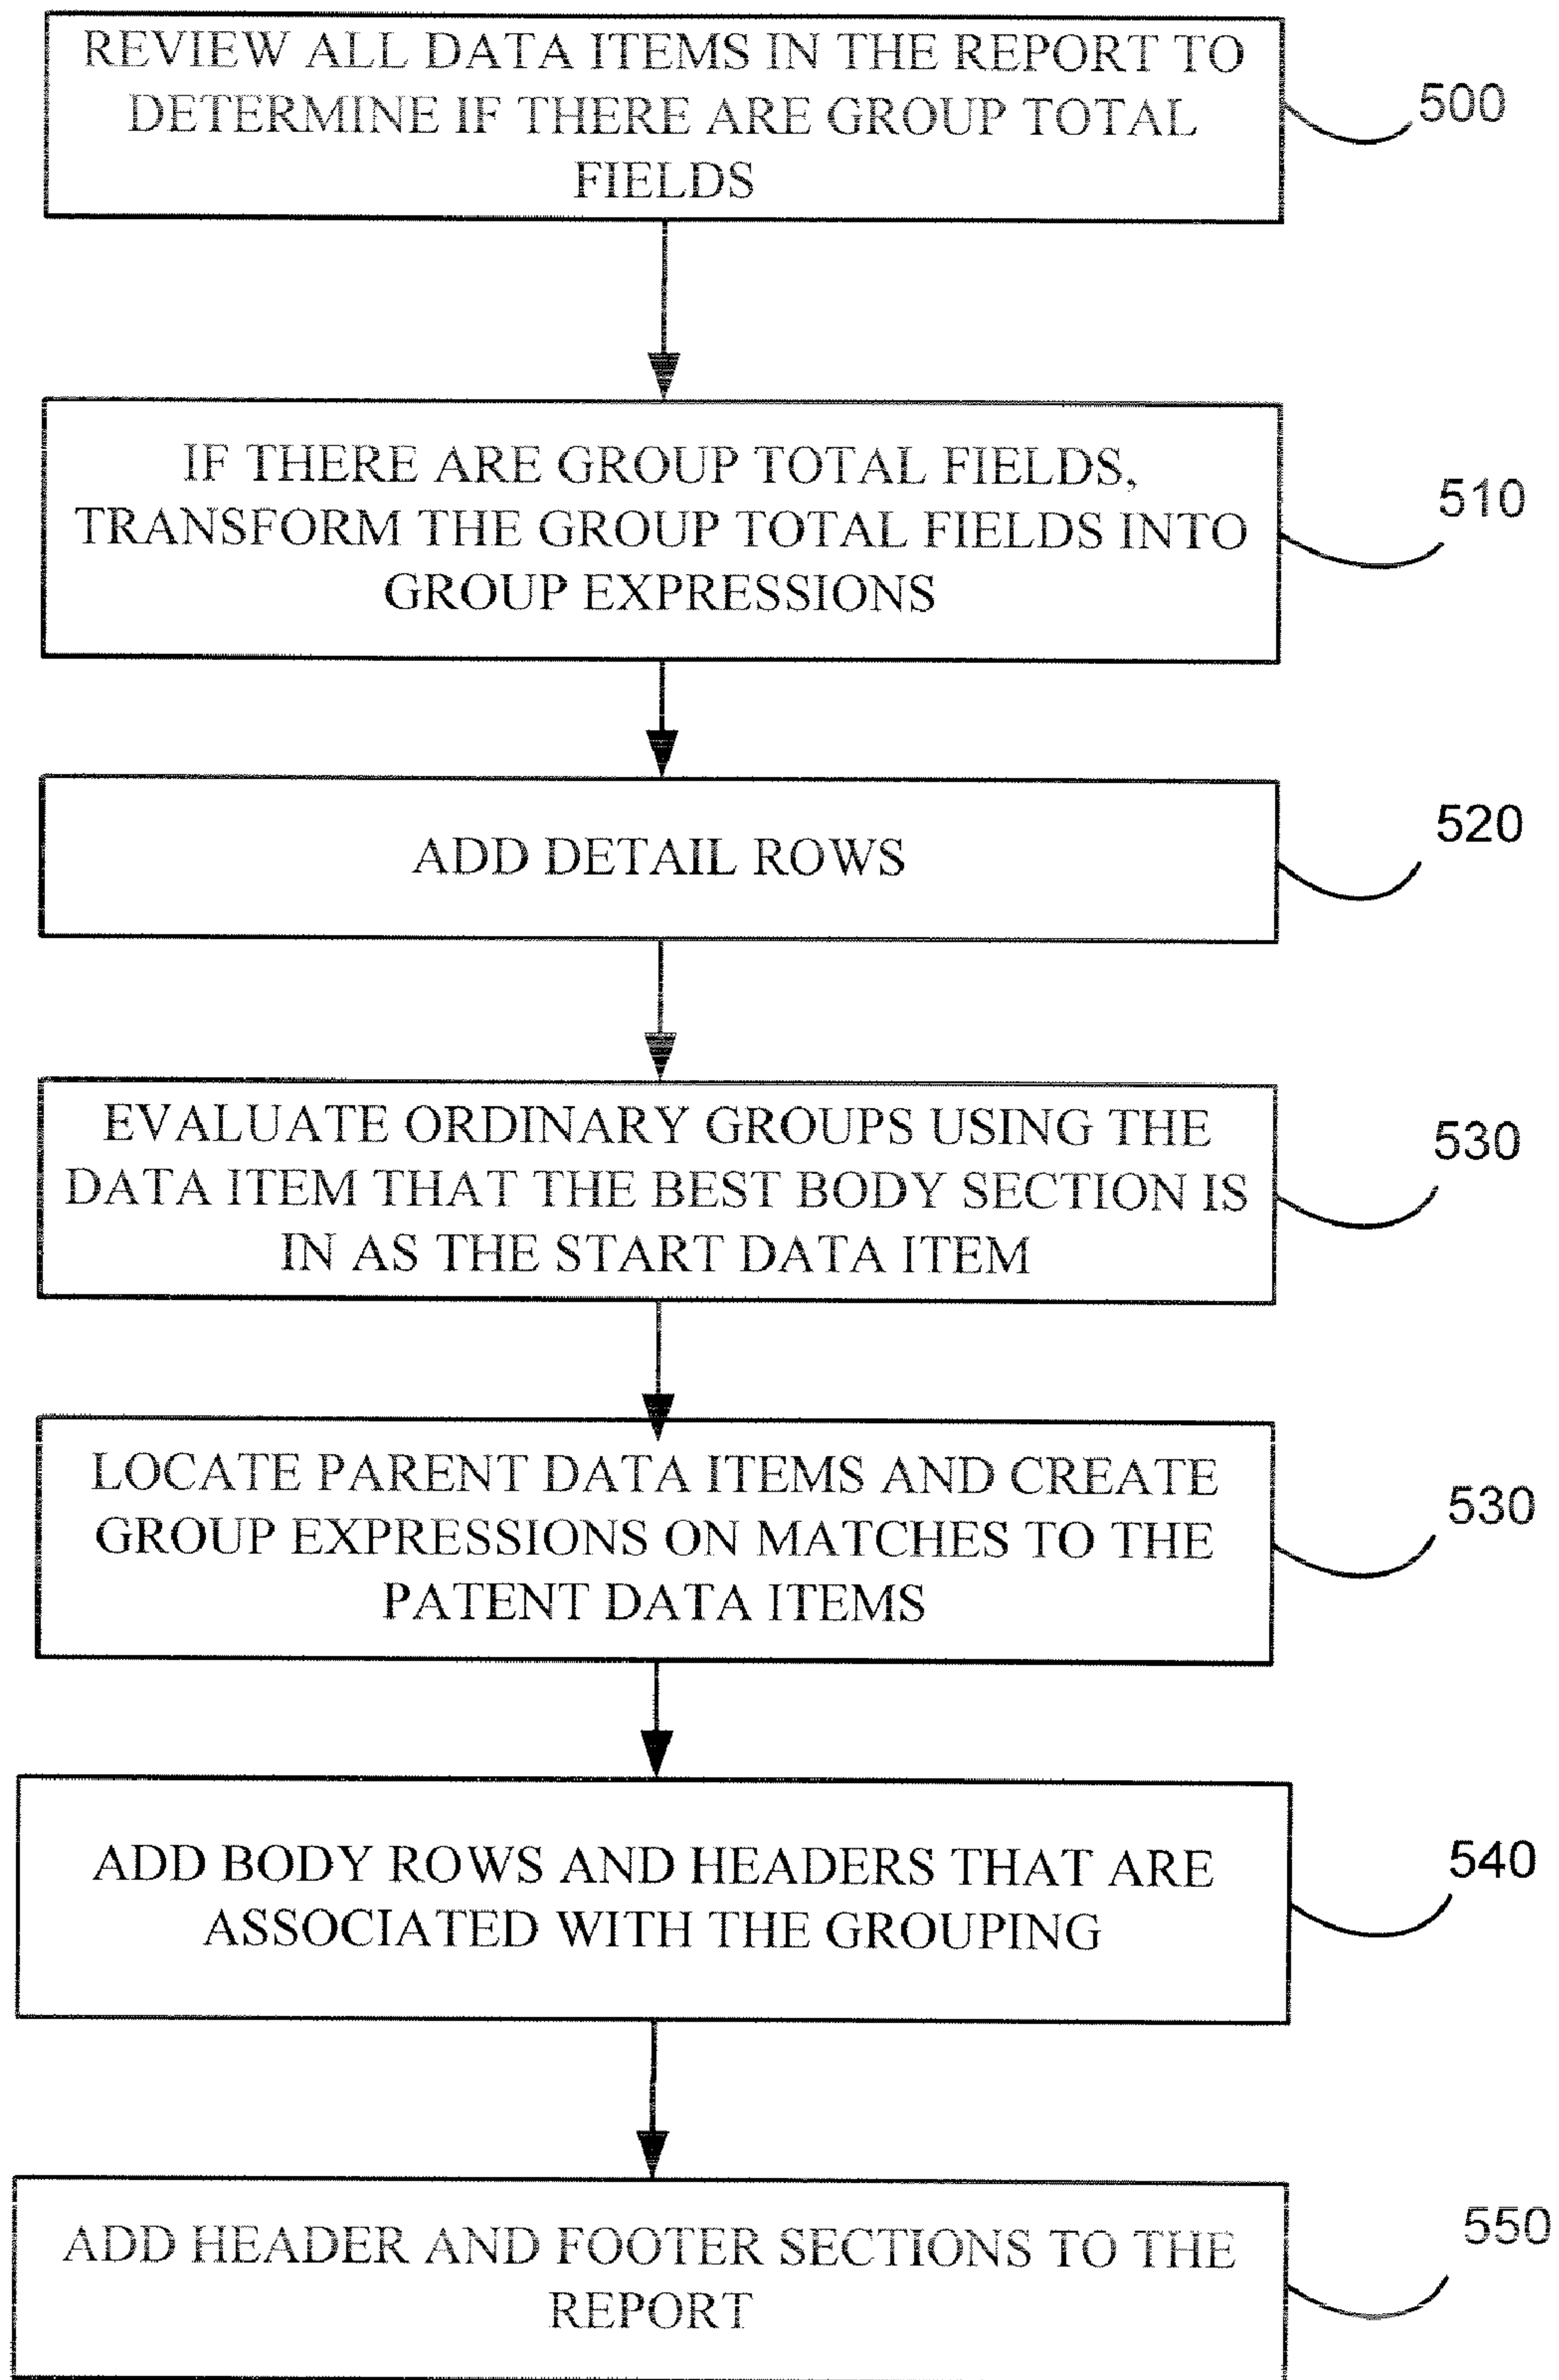 REVIEW ALL DATA ITEMS IN THE REPORT TO
DETERMINE IF THERE ARE GROUP TOTAL
FIELDS
500
IF THERE ARE GROUP TOTAL FIELDS,
TRANSFORM THE GROUP TOTAL FIELDS INTO
GROUP EXPRESSIONS
510
ADD DETAIL ROWS
520
EVALUATE ORDINARY GROUPS USING THE
DATA ITEM THAT THE BEST BODY SECTION IS
IN AS THE START DATA ITEM
530
LOCATE PARENT DATA ITEMS AND CREATE
GROUP EXPRESSIONS ON MATCHES TO THE
PATENT DATA ITEMS
530
ADD BODY ROWS AND HEADERS THAT ARE
ASSOCIATED WITH THE GROUPING
540
ADD HEADER AND FOOTER SECTIONS TO THE
REPORT
550